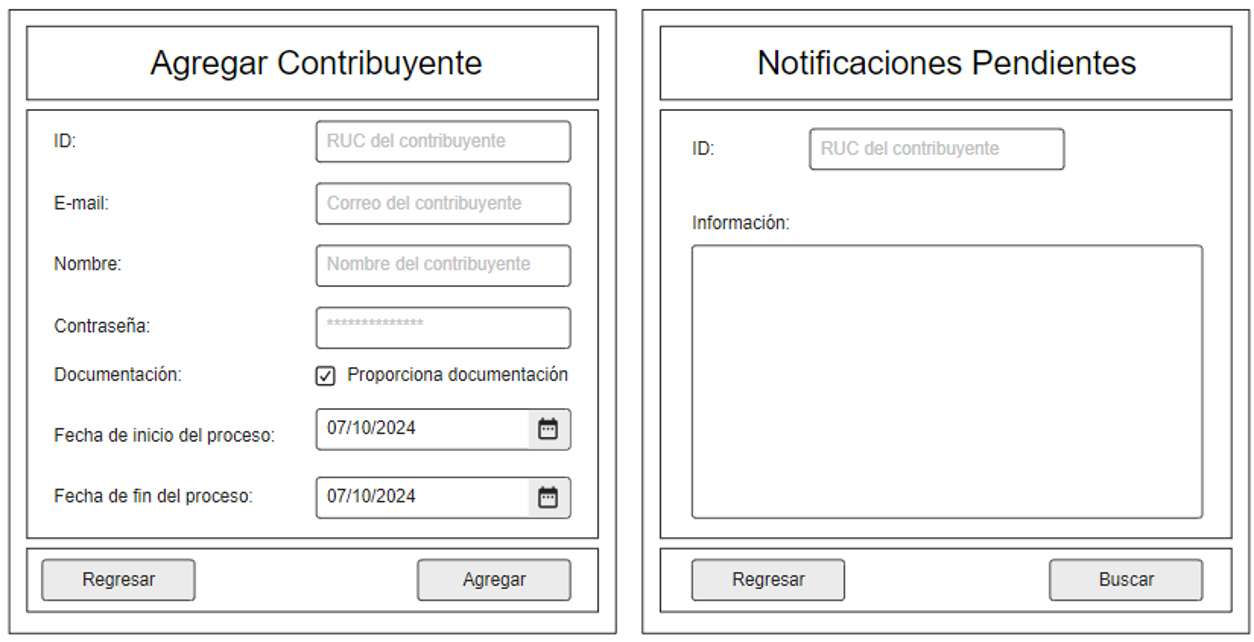 Agregar Contribuyente
ID: RUC del contribuyente
E-mail: Correo del contribuyente
Nombre: Nombre del contribuyente
Contraseña: **************
Documentación: Proporciona documentación
Fecha de inicio del proceso: 07/10/2024
Fecha de fin del proceso: 07/10/2024
Regresar Agregar
Notificaciones Pendientes
ID: RUC del contribuyente
Información:
Regresar Buscar